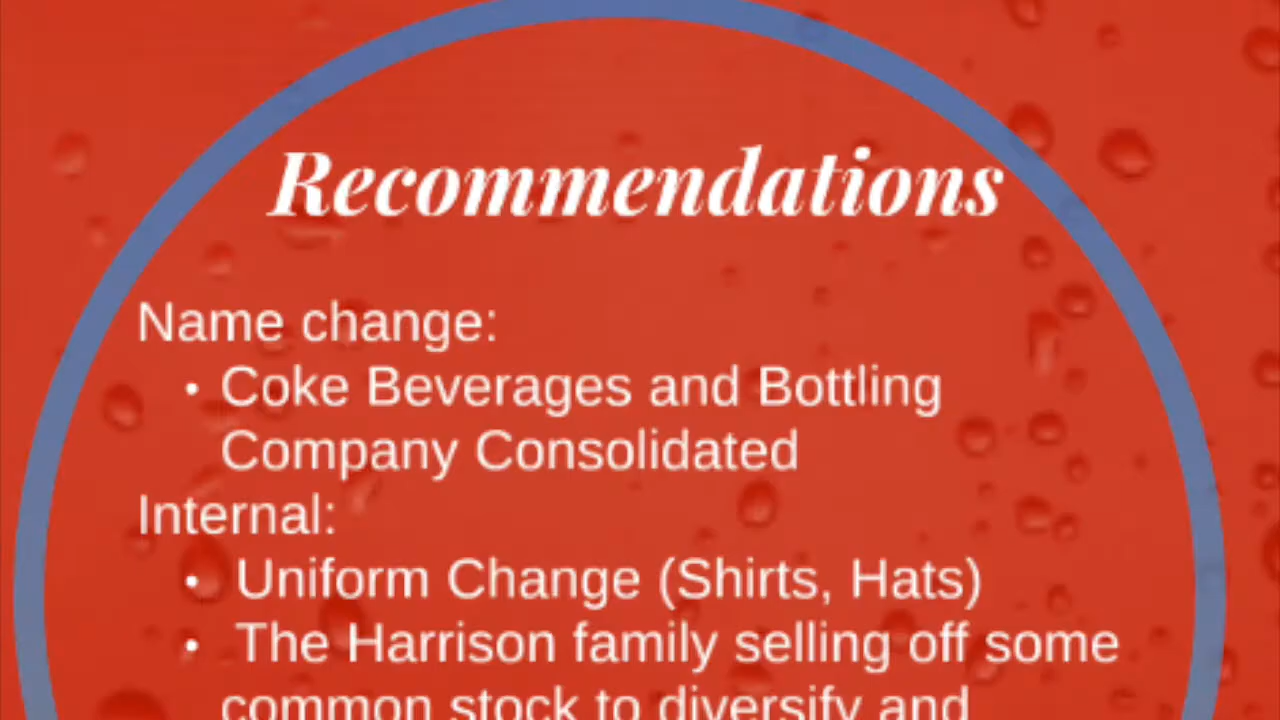 Recommendations
Name change:
• Coke Beverages and Bottling
Company Consolidated
Internal:
• Uniform Change (Shirts, Hats)
• The Harrison family selling off some
common stock to diversify and